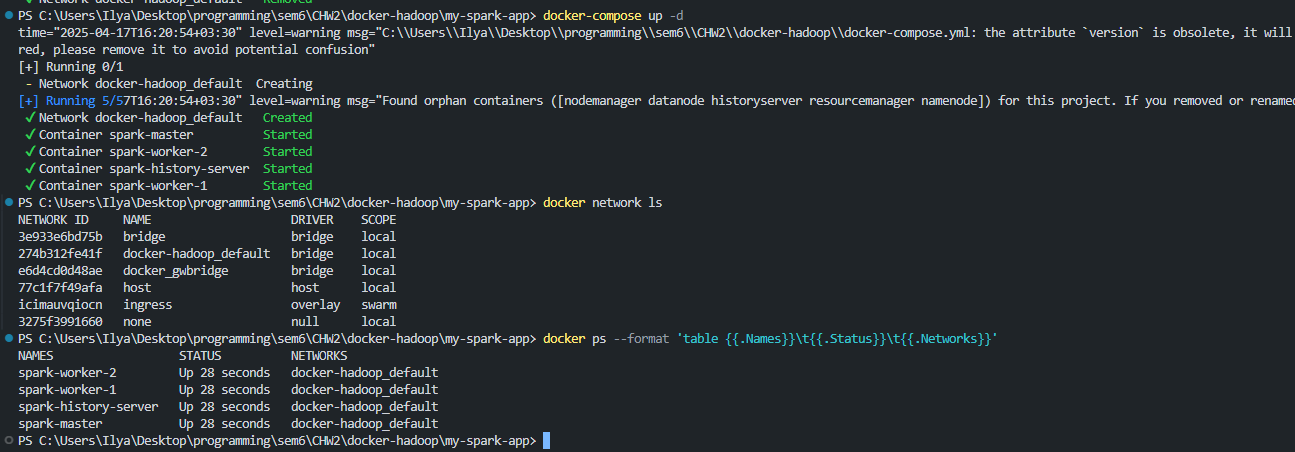 ✓ Network docker-hadoop_default Removed
PS C:\Users\Ilya\Desktop\programming\sem6\CHW2\docker-hadoop\my-spark-app> docker-compose up -d
time="2025-04-17T16:20:54+03:30" level=warning msg="C:\\Users\\Ilya\\Desktop\\programming\\sem6\\CHW2\\docker-hadoop\\docker-compose.yml: the attribute `version` is obsolete, it will
red, please remove it to avoid potential confusion"
[+] Running 0/1
- Network docker-hadoop_default Creating
[+] Running 5/57T16:20:54+03:30" level=warning msg="Found orphan containers ([nodemanager datanode historyserver resourcemanager namenode]) for this project. If you removed or rename
✓ Network docker-hadoop_default Created
✓ Container spark-master Started
✓ Container spark-worker-2 Started
✓ Container spark-history-server Started
✓ Container spark-worker-1 Started
PS C:\Users\Ilya\Desktop\programming\sem6\CHW2\docker-hadoop\my-spark-app> docker network ls
NETWORK ID NAME DRIVER SCOPE
3e933e6bd75b bridge bridge local
274b312fe41f docker-hadoop_default bridge local
e6d4cd0d48ae docker_gwbridge bridge local
77c1f7f49afa host host local
icimauvqiocn ingress overlay swarm
3275f3991660 none null local
PS C:\Users\Ilya\Desktop\programming\sem6\CHW2\docker-hadoop\my-spark-app> docker ps --format 'table {{.Names}}\t{{.Status}}\t{{.Networks}}'
NAMES STATUS NETWORKS
spark-worker-2 Up 28 seconds docker-hadoop_default
spark-worker-1 Up 28 seconds docker-hadoop_default
spark-history-server Up 28 seconds docker-hadoop_default
spark-master Up 28 seconds docker-hadoop_default
PS C:\Users\Ilya\Desktop\programming\sem6\CHW2\docker-hadoop\my-spark-app>